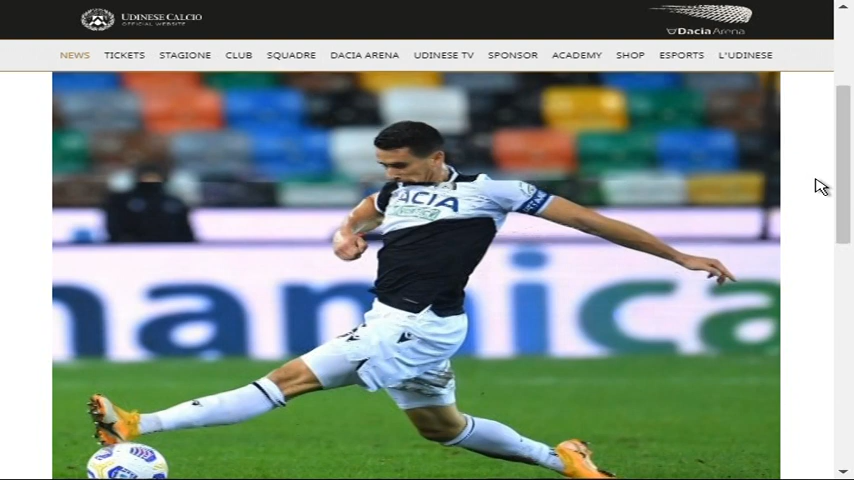 UDINESE CALCIO
OFFICIAL WEBSITE
Dacia Arena
NEWS TICKETS STAGIONE CLUB SQUADRE DACIA ARENA UDINESE TV SPONSOR ACADEMY SHOP ESPORTS L'UDINESE
ACIA